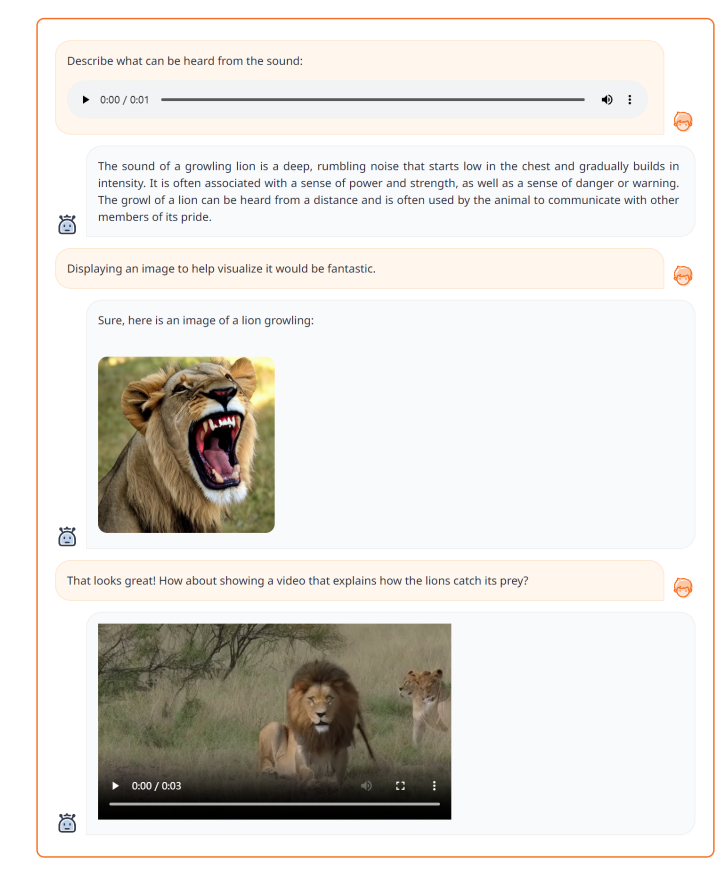 Describe what can be heard from the sound:
0:00 / 0:01
The sound of a growling lion is a deep, rumbling noise that starts low in the chest and gradually builds in
intensity. It is often associated with a sense of power and strength, as well as a sense of danger or warning.
The growl of a lion can be heard from a distance and is often used by the animal to communicate with other
members of its pride.
Displaying an image to help visualize it would be fantastic.
Sure, here is an image of a lion growling:
That looks great! How about showing a video that explains how the lions catch its prey?
0:00 / 0:03